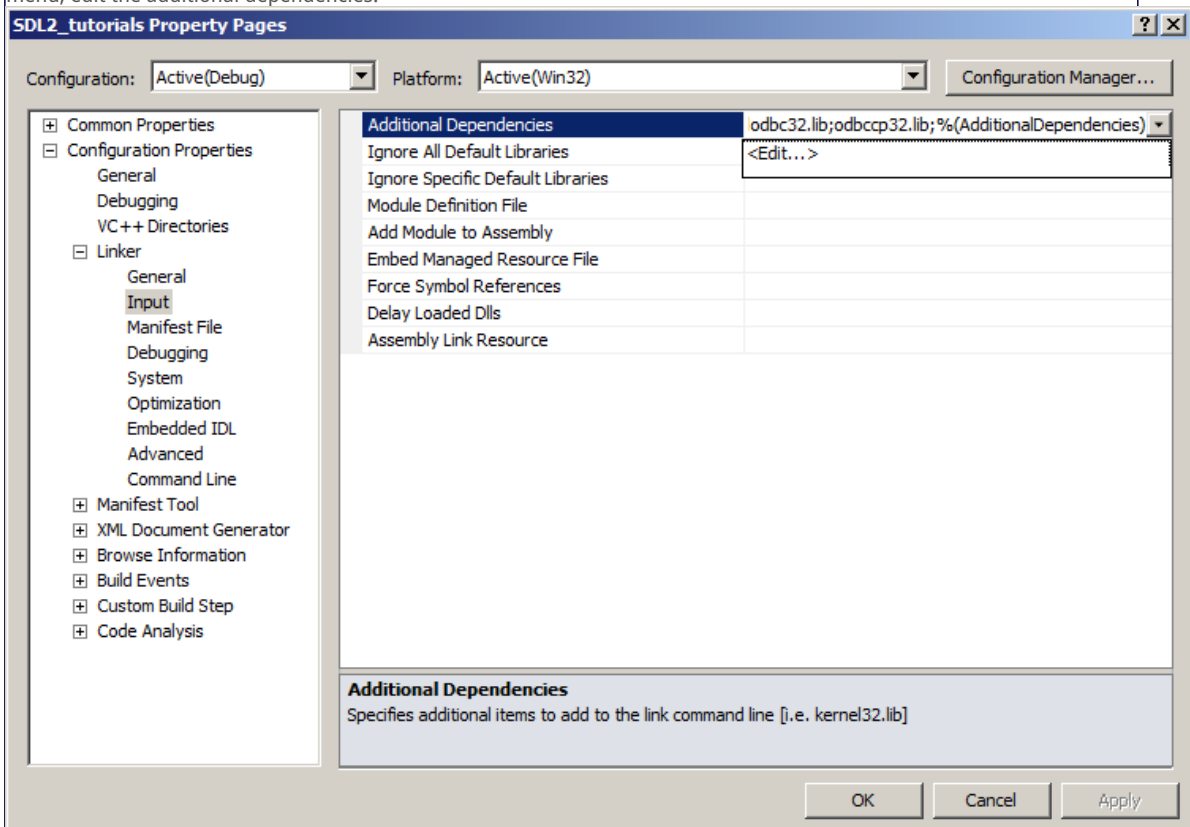 menu, edit the additional dependencies.
SDL2_tutorials Property Pages
Configuration: Active(Debug) Platform: Active(Win32) Configuration Manager...
Common Properties
Configuration Properties
General
Debugging
VC++ Directories
Linker
General
Input
Manifest File
Debugging
System
Optimization
Embedded IDL
Advanced
Command Line
Manifest Tool
XML Document Generator
Browse Information
Build Events
Custom Build Step
Code Analysis
Additional Dependencies odbc32.lib;odbccp32.lib;%(AdditionalDependencies)
Ignore All Default Libraries <Edit...>
Ignore Specific Default Libraries
Module Definition File
Add Module to Assembly
Embed Managed Resource File
Force Symbol References
Delay Loaded Dlls
Assembly Link Resource
Additional Dependencies
Specifies additional items to add to the link command line [i.e. kernel32.lib]
OK Cancel Apply